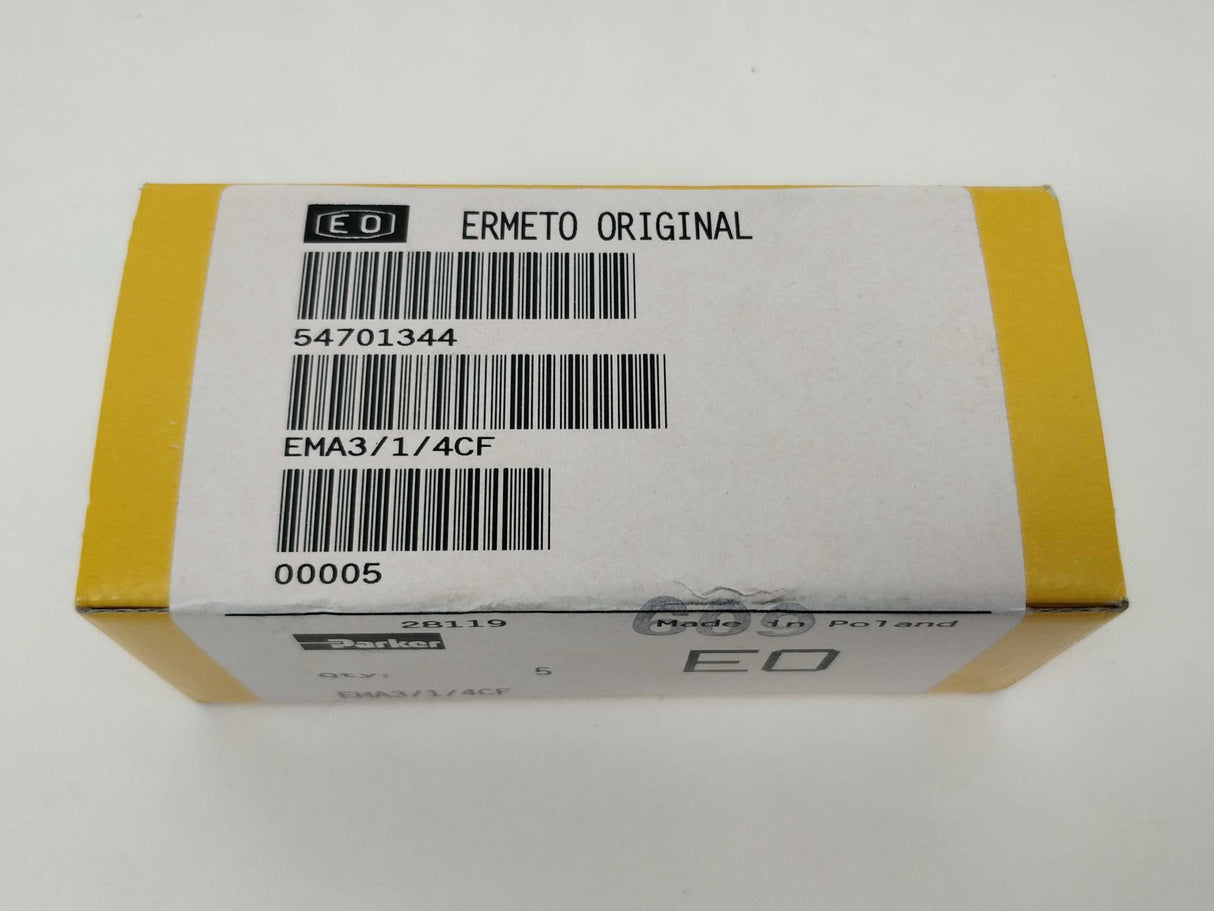 EO ERMETO ORIGINAL
54701344
EMA3/1/4CF
00005
28119 Made in Poland
Parker EO
Qty: 5
EMA3/1/4CF